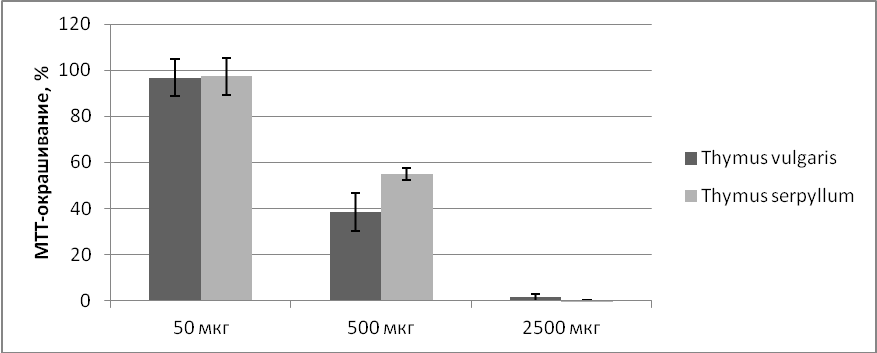 МТТ-окрашивание, %
120
100
80
60
40
20
0
50 мкг
500 мкг
2500 мкг
Thymus vulgaris
Thymus serpyllum